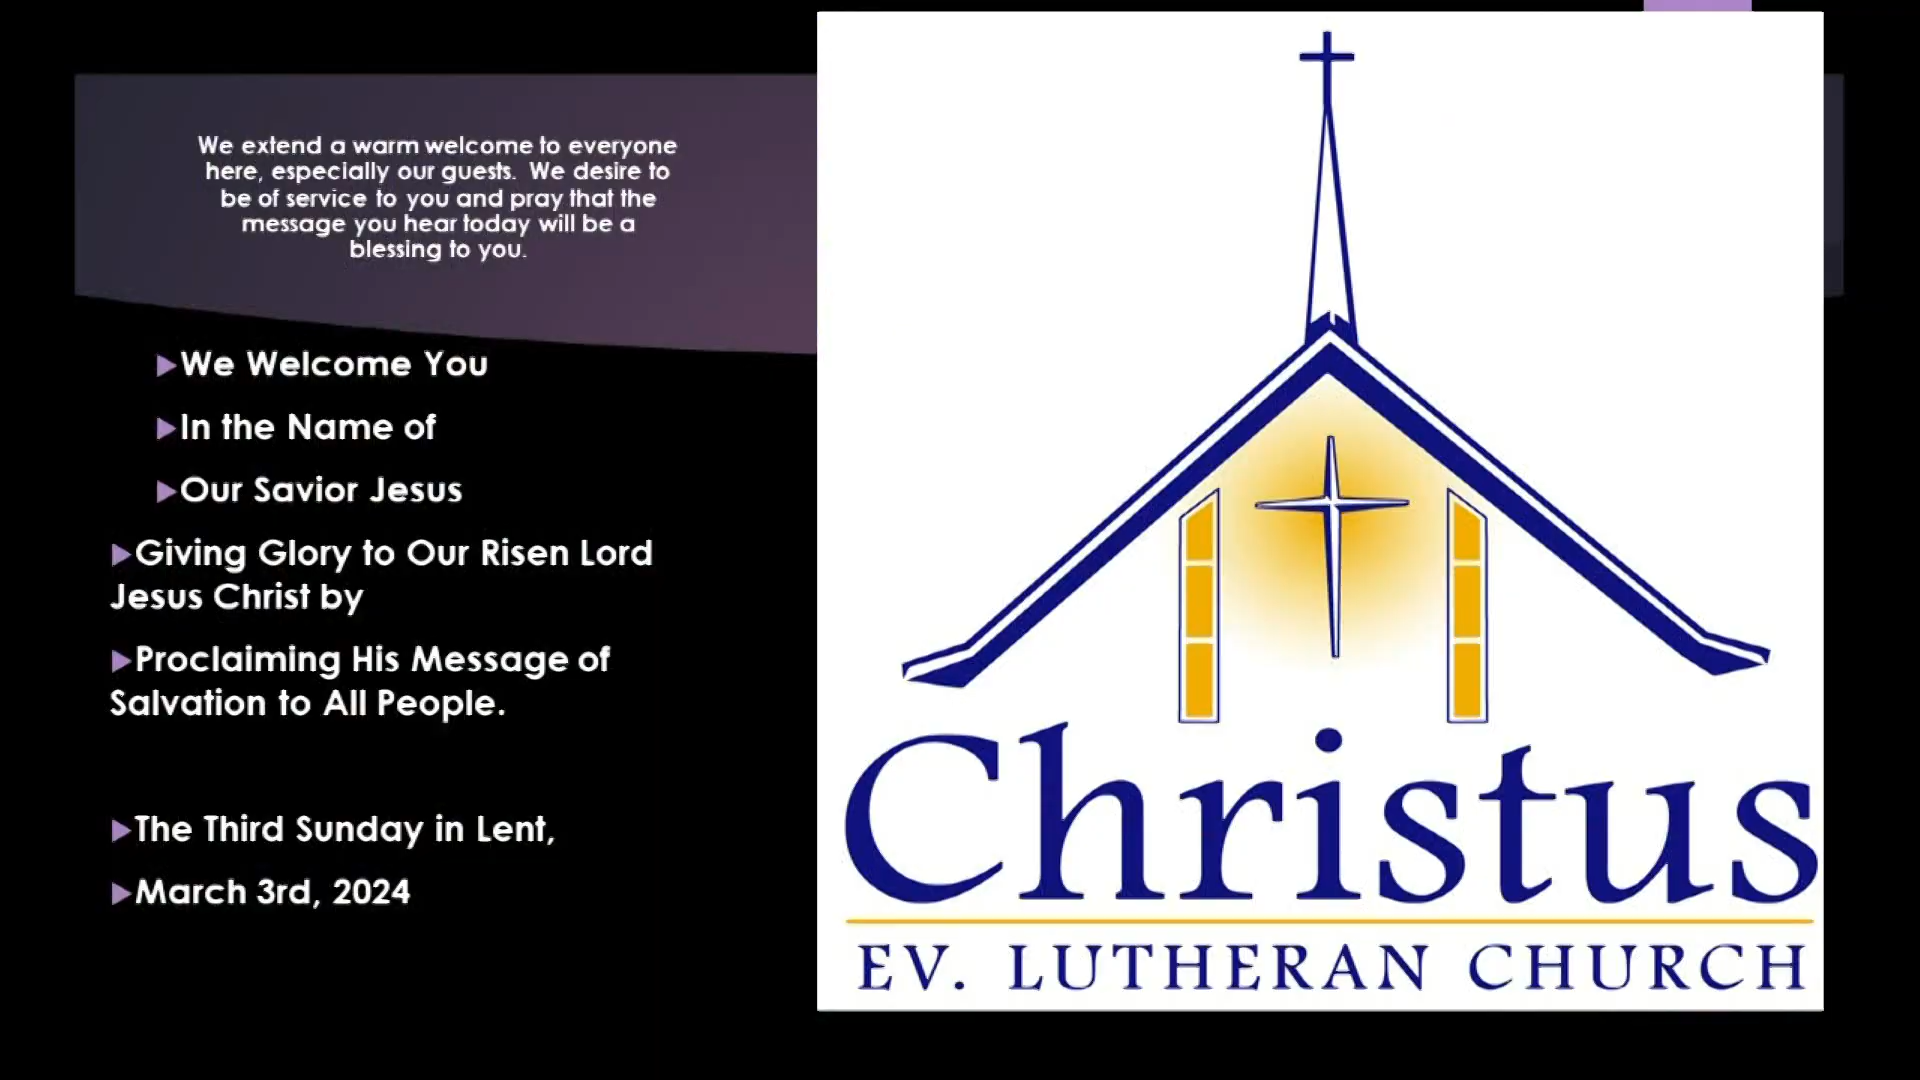 We extend a warm welcome to everyone
here, especially our guests. We desire to
be of service to you and pray that the
message you hear today will be a
blessing to you.
We Welcome You
In the Name of
Our Savior Jesus
Giving Glory to Our Risen Lord
Jesus Christ by
Proclaiming His Message of
Salvation to All People.
The Third Sunday in Lent,
March 3rd, 2024
Christus
EV. LUTHERAN CHURCH